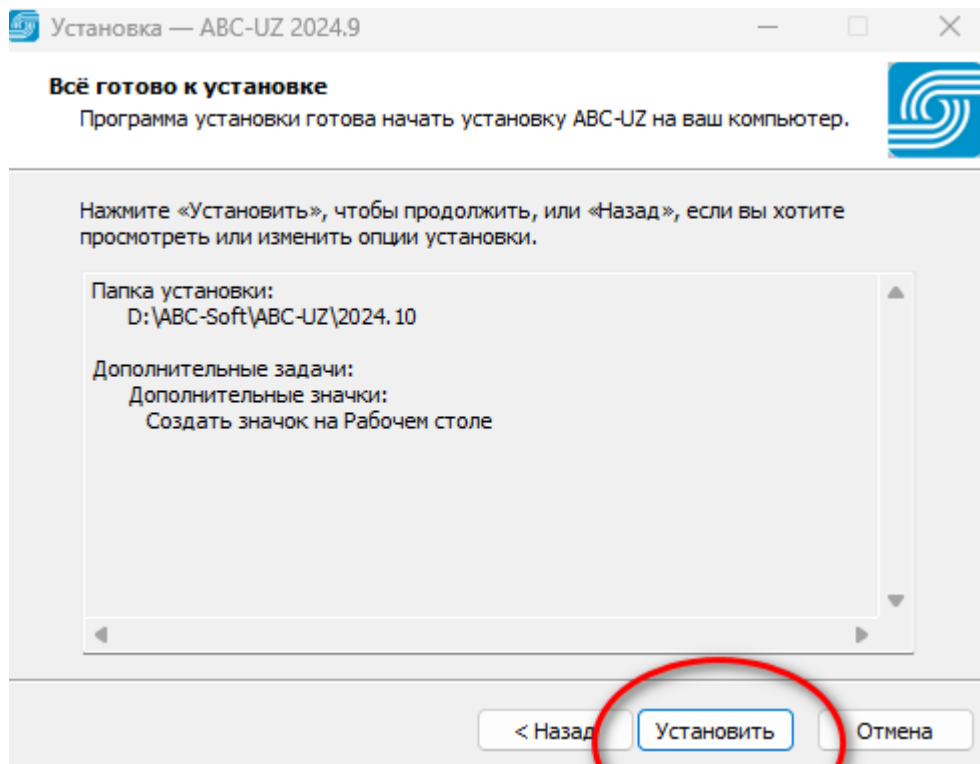 Установка — ABC-UZ 2024.9
Всё готово к установке
Программа установки готова начать установку ABC-UZ на ваш компьютер.
Нажмите «Установить», чтобы продолжить, или «Назад», если вы хотите
просмотреть или изменить опции установки.
Папка установки:
D:\ABC-Soft\ABC-UZ\2024.10
Дополнительные задачи:
Дополнительные значки:
Создать значок на Рабочем столе
< Назад
Установить
Отмена